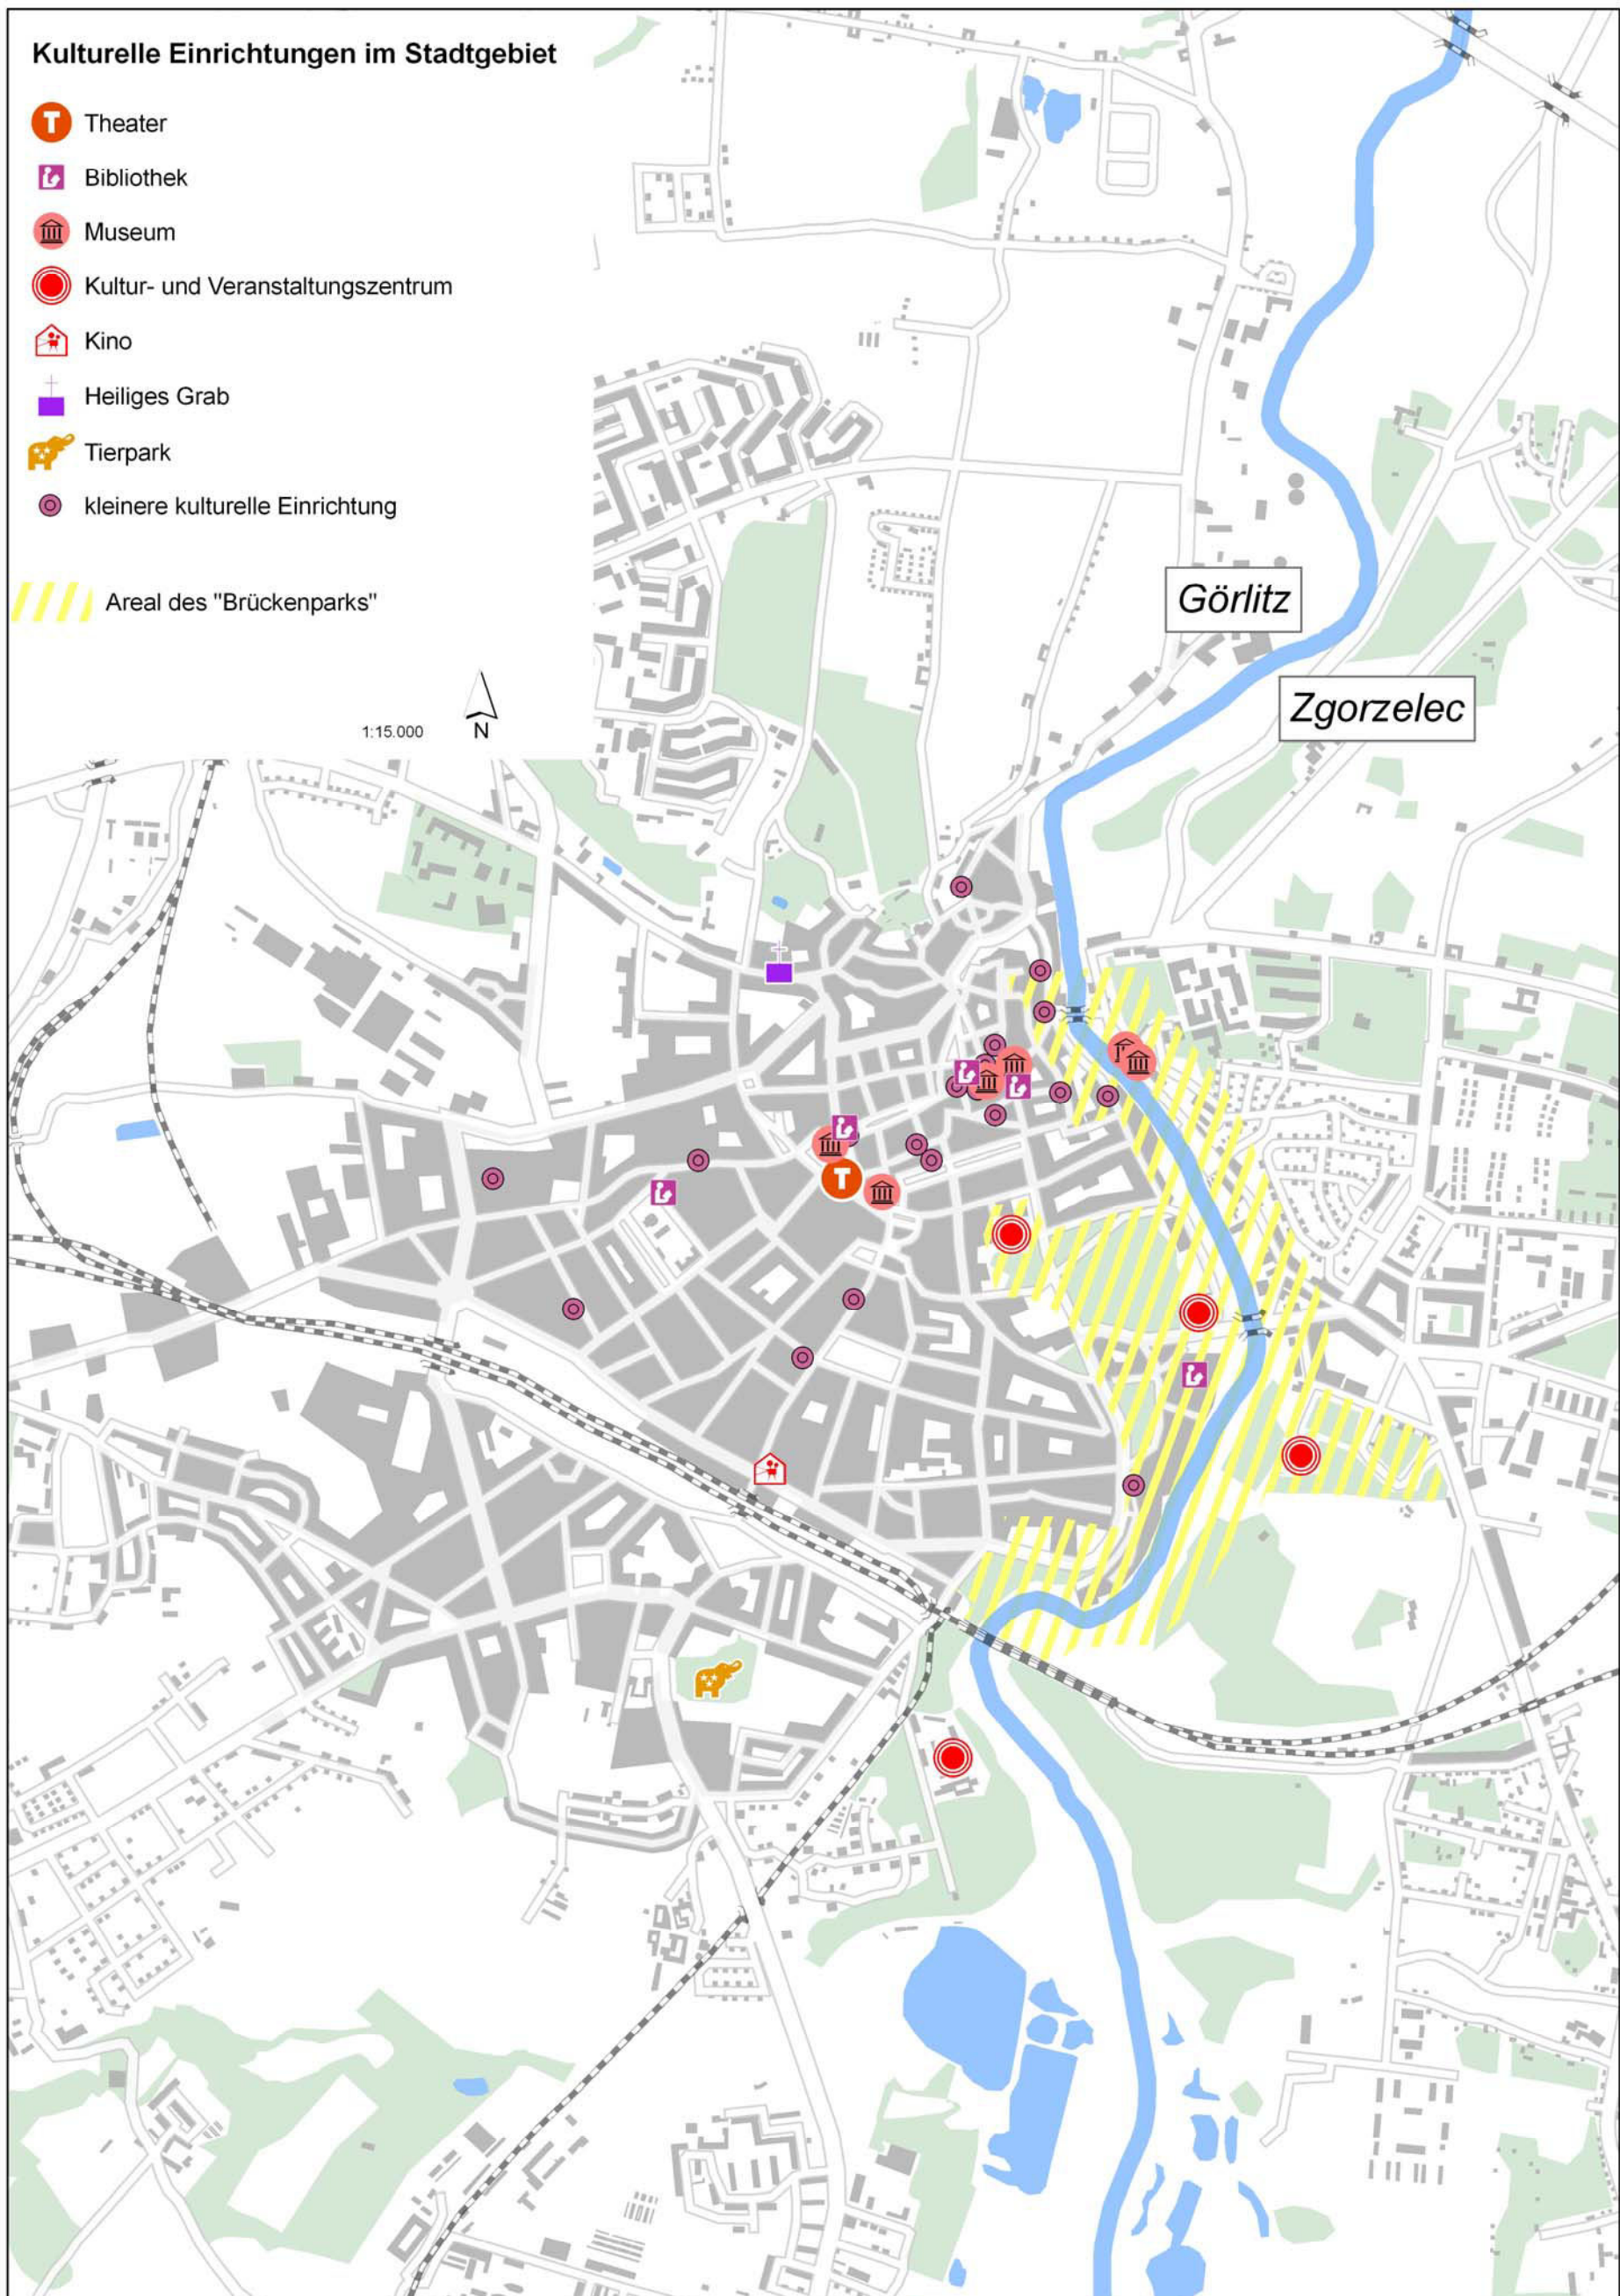 Kulturelle Einrichtungen im Stadtgebiet
T Theater
Bibliothek
Museum
Kultur- und Veranstaltungszentrum
Kino
Heiliges Grab
Tierpark
kleinere kulturelle Einrichtung
Areal des "Brückenparks"
1:15.000
N
Görlitz
Zgorzelec
T